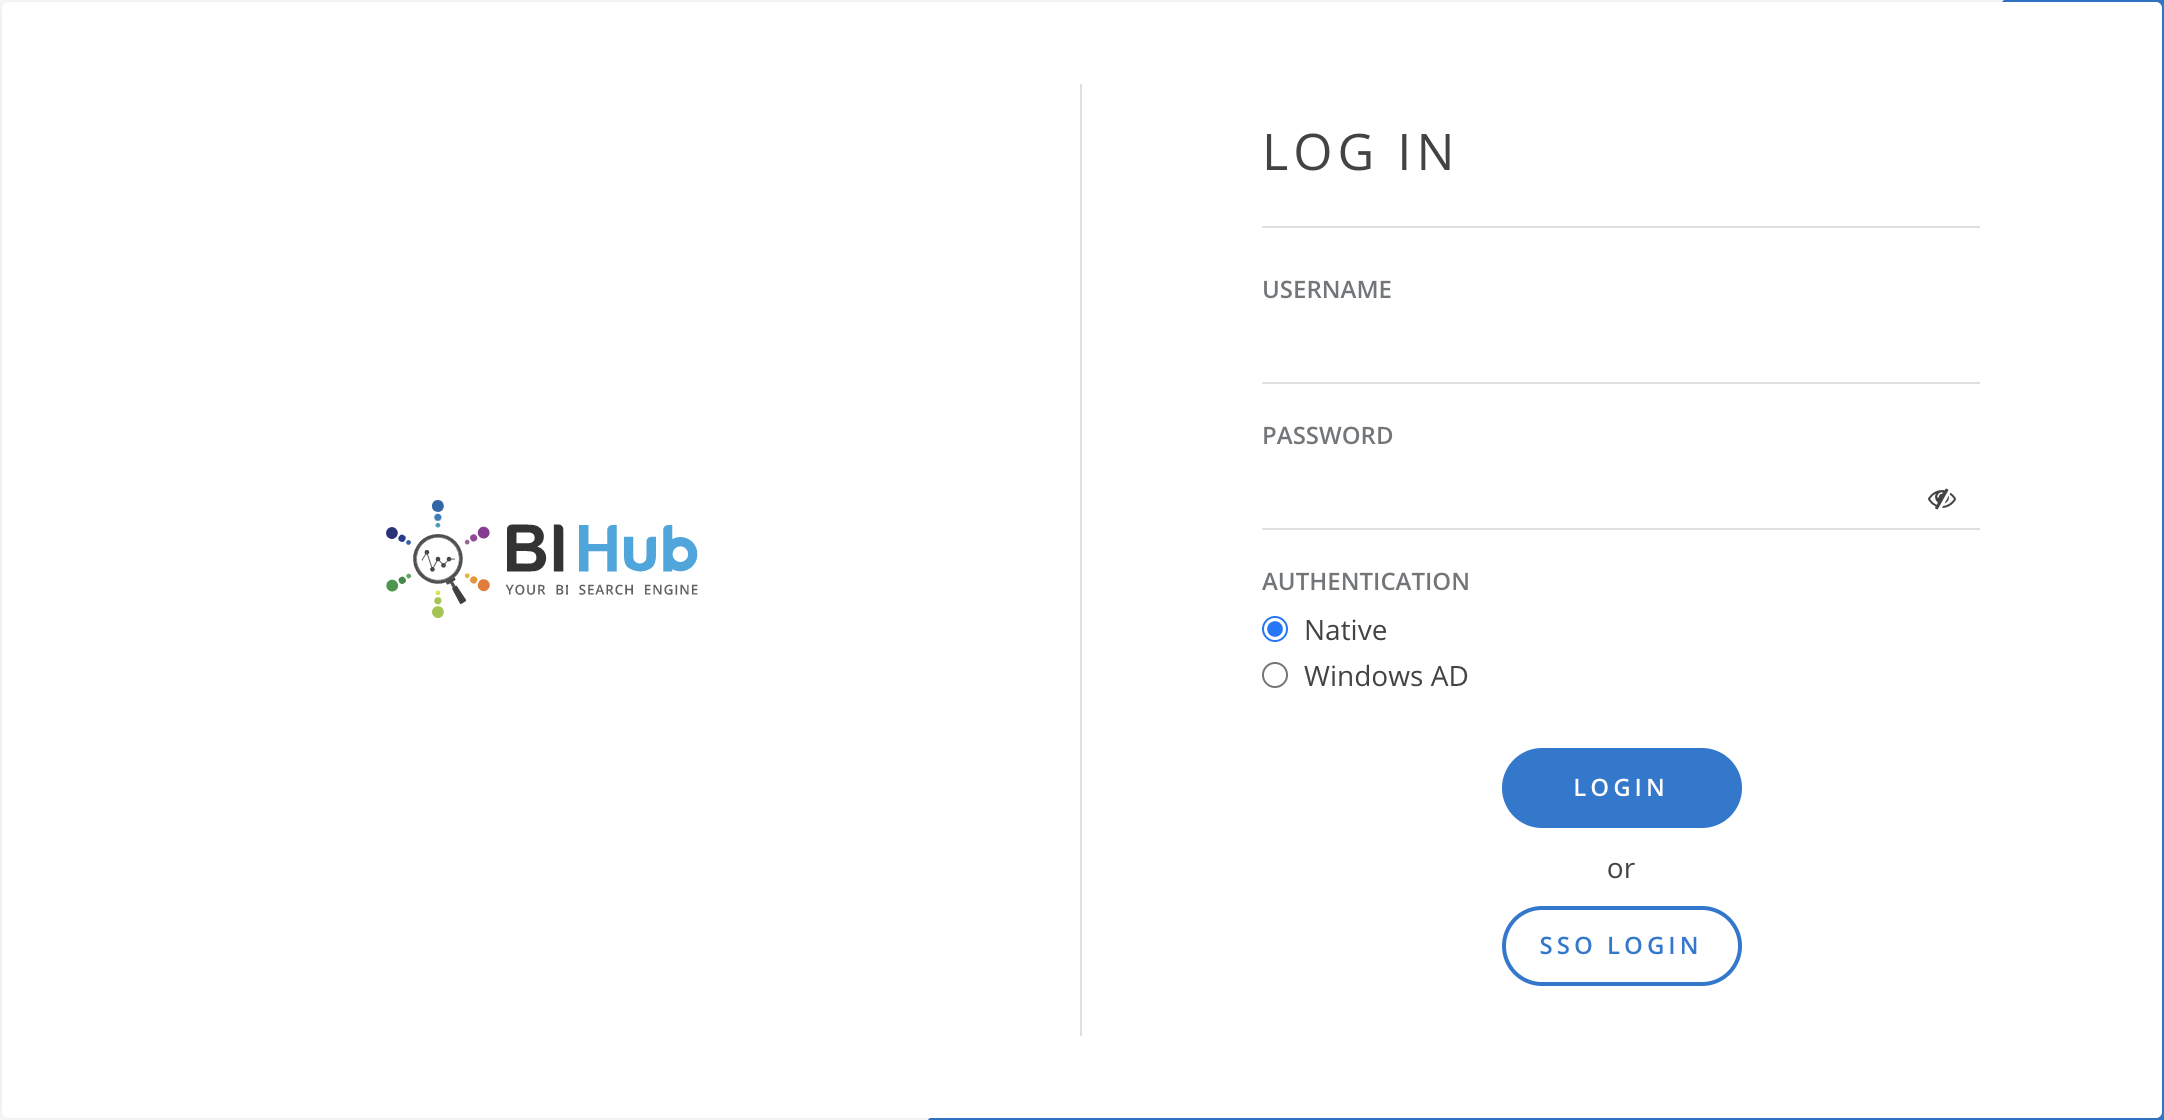 BI Hub
YOUR BI SEARCH ENGINE
LOG IN
USERNAME
PASSWORD
AUTHENTICATION
Native
Windows AD
LOGIN
or
SSO LOGIN